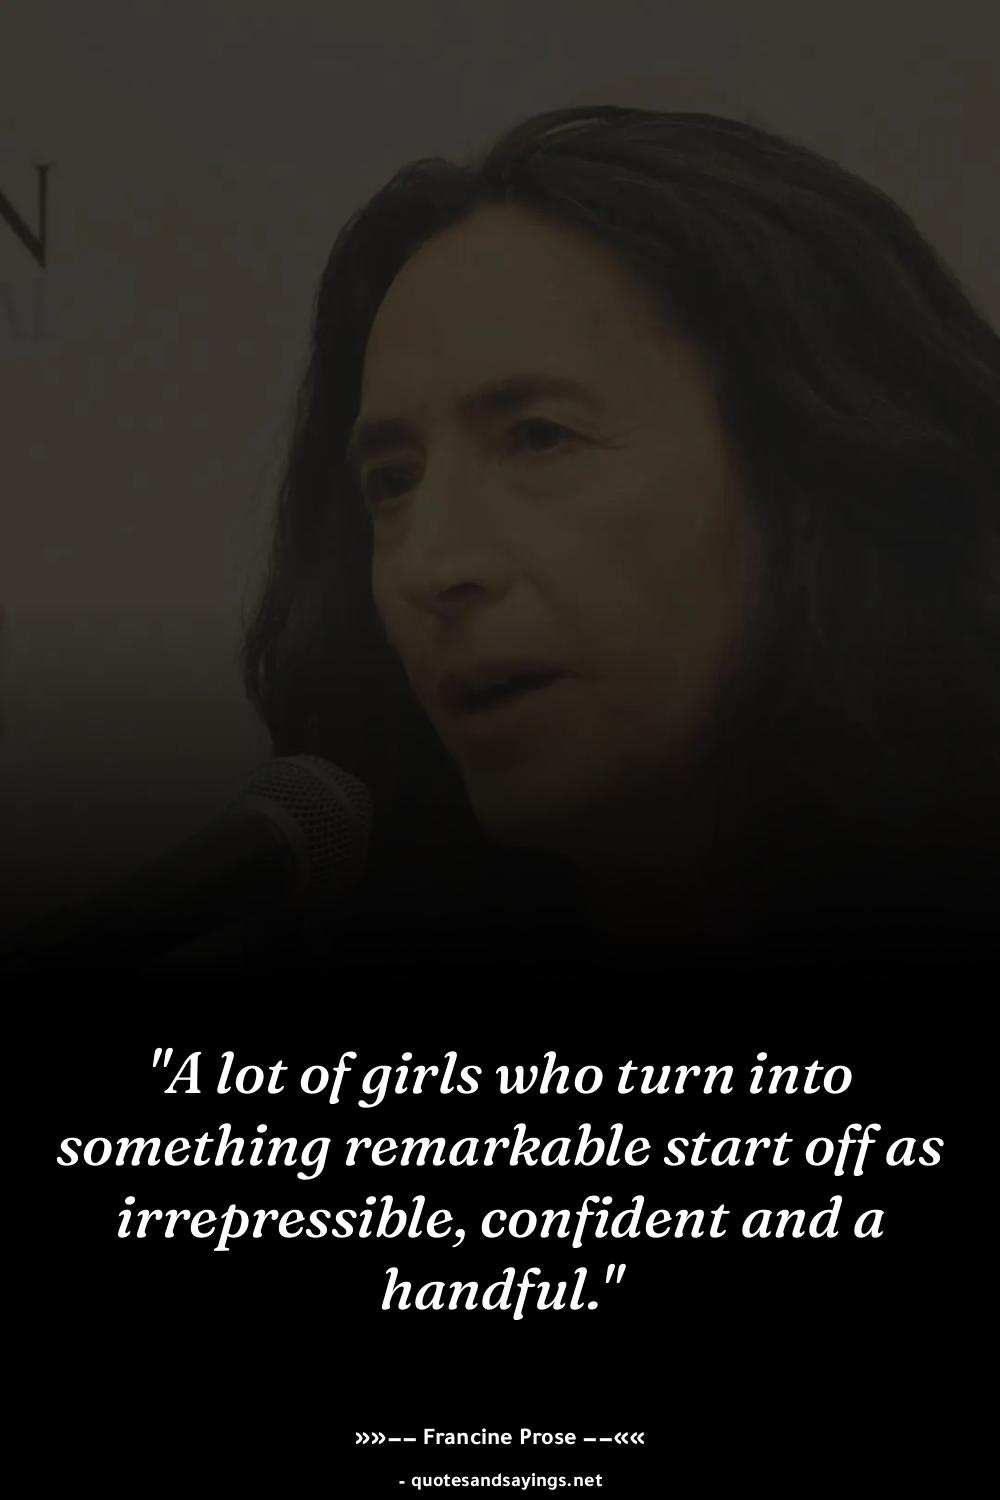 N
"A lot of girls who turn into
something remarkable start off as
irrepressible, confident and a
handful."
»»−− Francine Prose −−««
- quotesandsayings.net